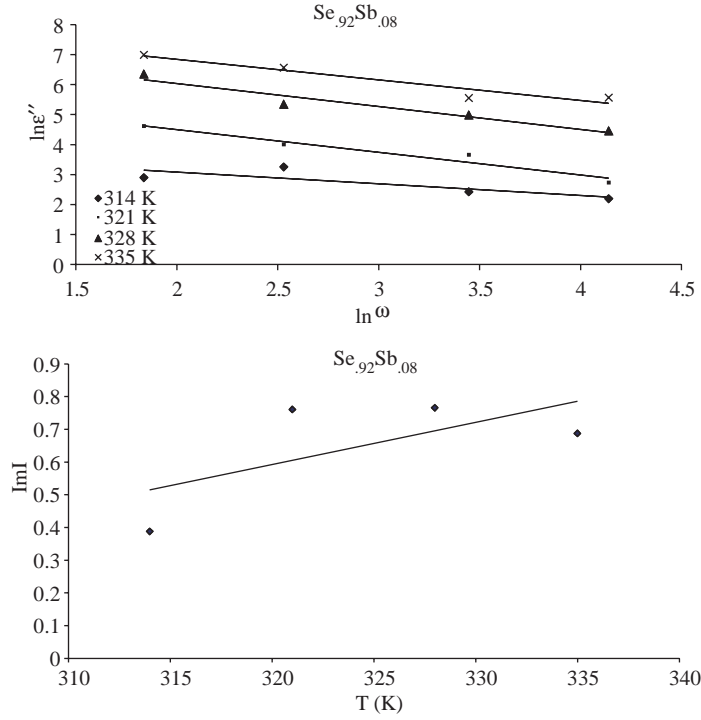 Se.92Sb.08
8
7
6
5
4
3
2
1
0
lnε″
314 K
321 K
328 K
335 K
1.5 2 2.5 3 3.5 4 4.5
ln ω
Se.92Sb.08
0.9
0.8
0.7
0.6
0.5
0.4
0.3
0.2
0.1
0
ImI
310 315 320 325 330 335 340
T (K)